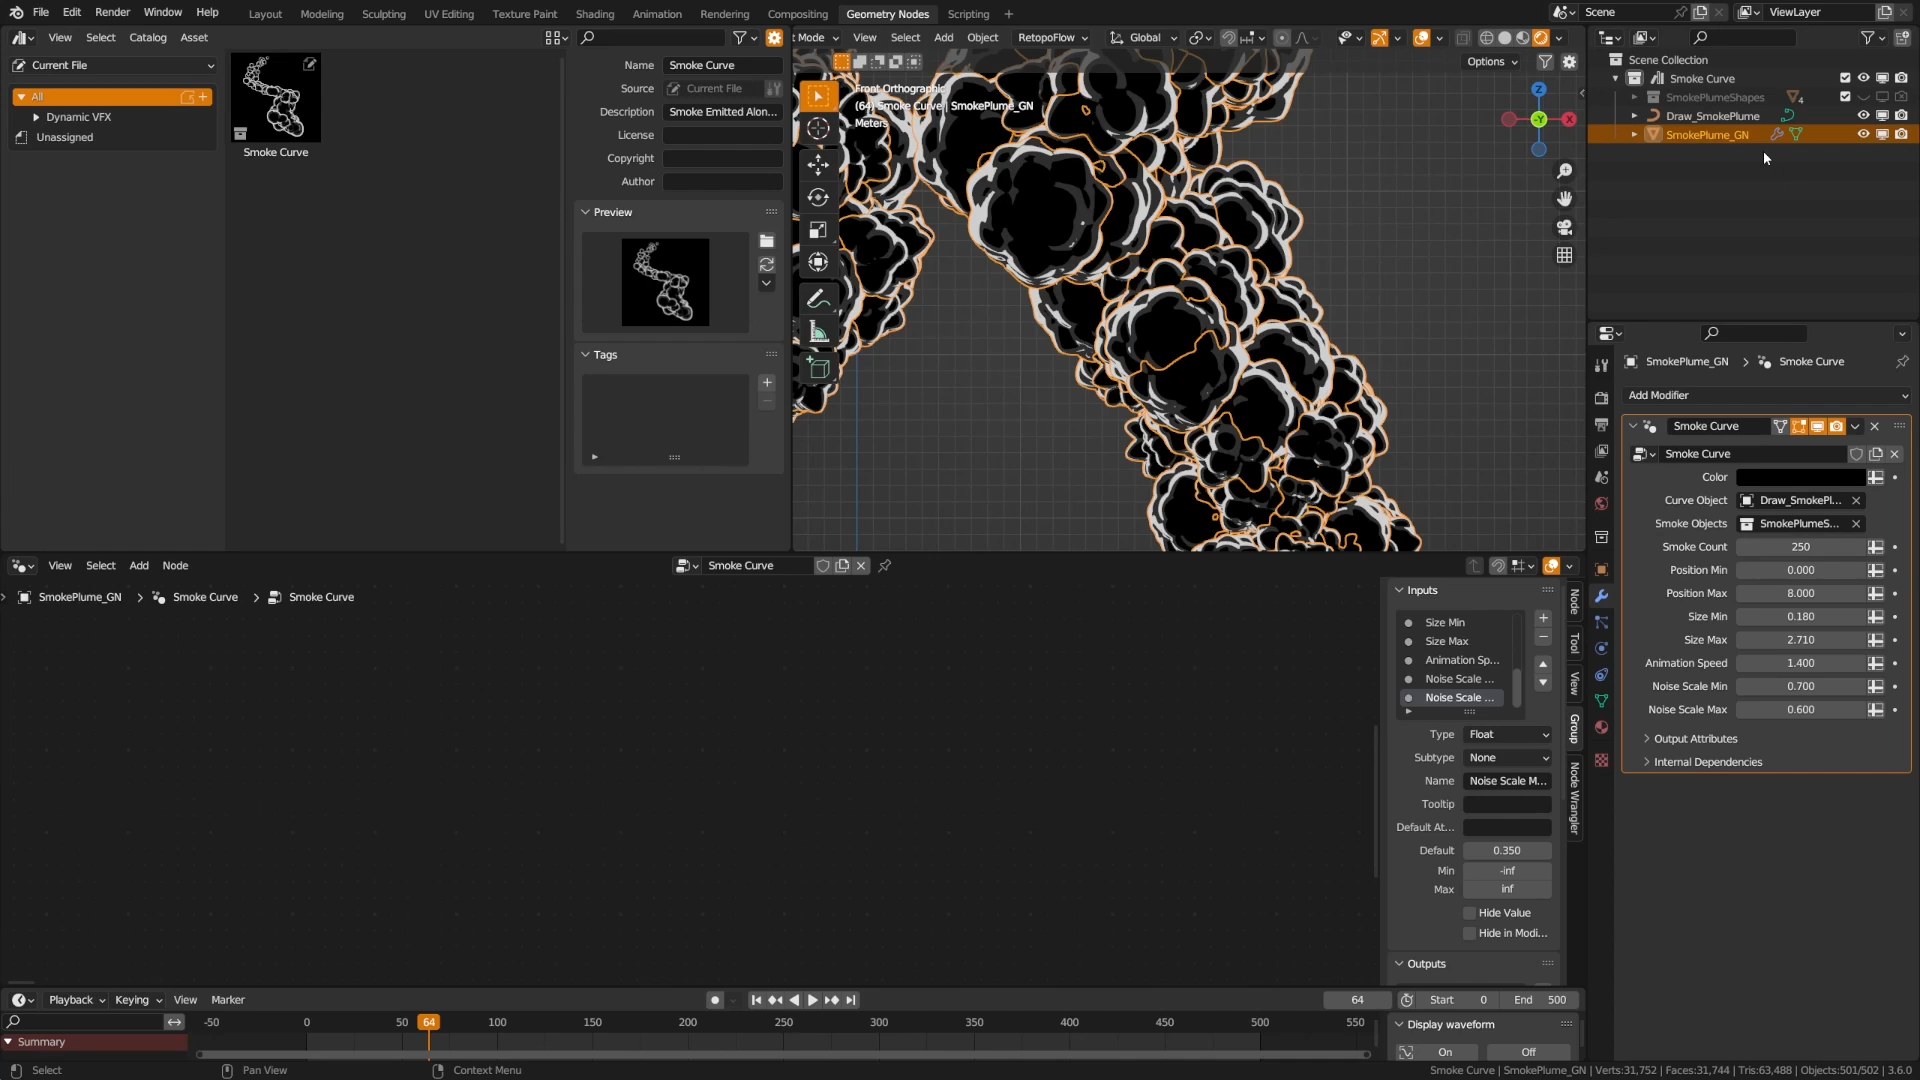 File Edit Render Window Help
Layout Modeling Sculpting UV Editing Texture Paint Shading Animation Rendering Compositing Geometry Nodes Scripting
Scene
ViewLayer
View Select Catalog Asset
Current File
All
Dynamic VFX
Unassigned
Smoke Curve
Name Smoke Curve
Source Current File
Description Smoke Emitted Alon...
License
Copyright
Author
Preview
Tags
t Mode View Select Add Object RetopoFlow Global
Options
Front Orthographic
(64) Smoke Curve | SmokePlume_GN
Meters
Z
-Y
X
Scene Collection
Smoke Curve
SmokePlumeShapes 4
Draw_SmokePlume
SmokePlume_GN
SmokePlume_GN > Smoke Curve
Add Modifier
Smoke Curve
Smoke Curve
Color
Curve Object Draw_SmokePl...
Smoke Objects SmokePlumeS...
Smoke Count 250
Position Min 0.000
Position Max 8.000
Size Min 0.180
Size Max 2.710
Animation Speed 1.400
Noise Scale Min 0.700
Noise Scale Max 0.600
Output Attributes
Internal Dependencies
View Select Add Node
Smoke Curve
SmokePlume_GN > Smoke Curve > Smoke Curve
Inputs
Size Min
Size Max
Animation Sp...
Noise Scale ...
Noise Scale ...
Type Float
Subtype None
Name Noise Scale M...
Tooltip
Default At...
Default 0.350
Min -inf
Max inf
Hide Value
Hide in Modi...
Outputs
Node
Tool
View
Group
Node Wrangler
Playback Keying View Marker
64
Start 0
End 500
-50 0 50 64 100 150 200 250 300 350 400 450 500 550
Summary
Display waveform
On Off
Select
Pan View
Context Menu
Smoke Curve | SmokePlume_GN | Verts:31,752 | Faces:31,744 | Tris:63,488 | Objects:501/502 | 3.6.0